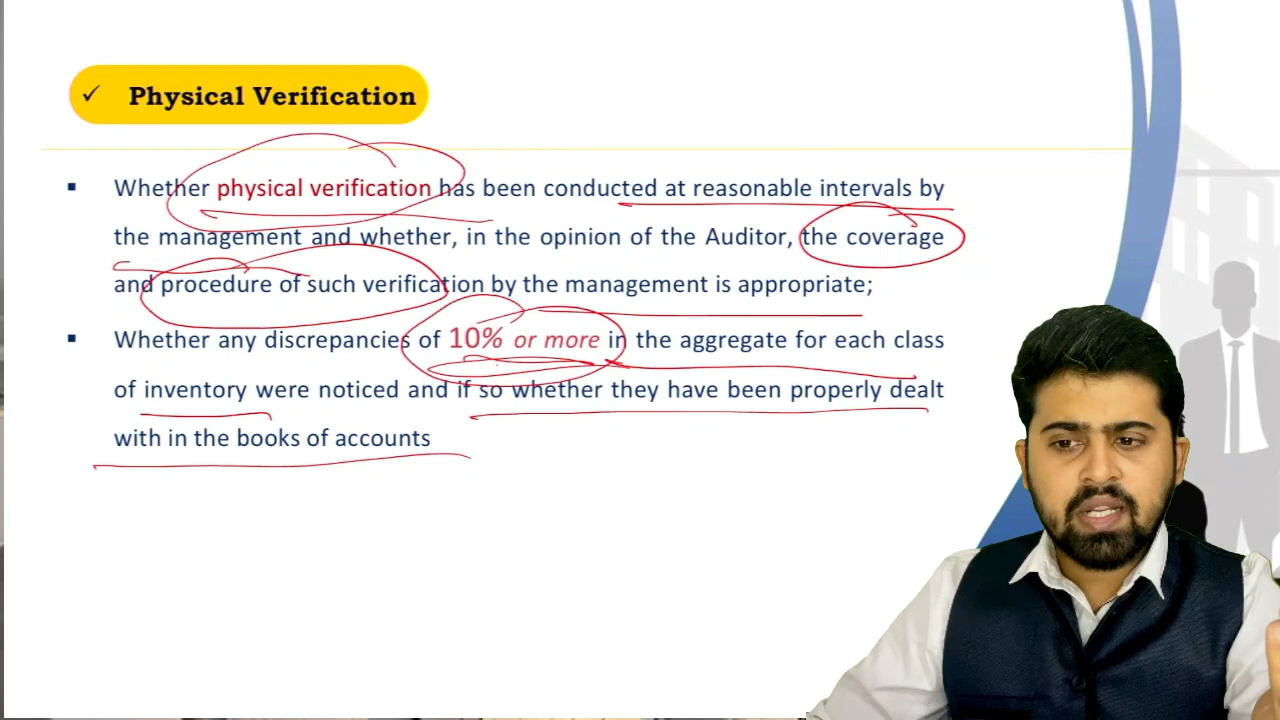 ✓ Physical Verification
▪ Whether physical verification has been conducted at reasonable intervals by
the management and whether, in the opinion of the Auditor, the coverage
and procedure of such verification by the management is appropriate;
▪ Whether any discrepancies of 10% or more in the aggregate for each class
of inventory were noticed and if so whether they have been properly dealt
with in the books of accounts